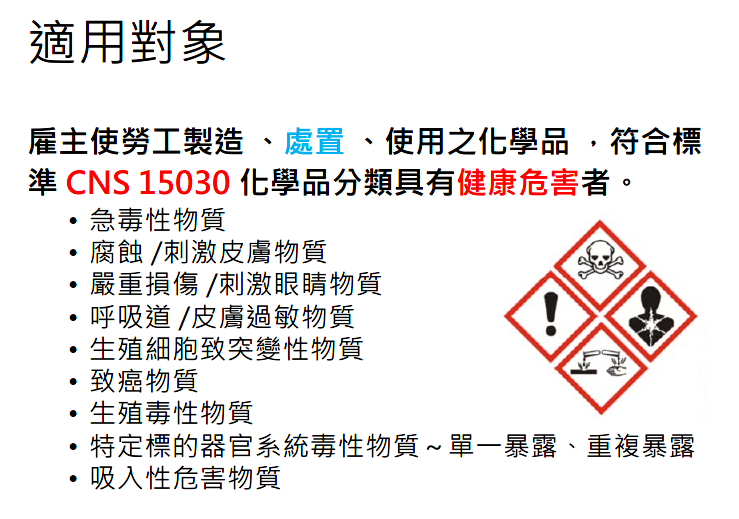 適用對象
雇主使勞工製造 、處置 、使用之化學品 ，符合標
準 CNS 15030 化學品分類具有健康危害者。
• 急毒性物質
• 腐蝕 /刺激皮膚物質
• 嚴重損傷 /刺激眼睛物質
• 呼吸道 /皮膚過敏物質
• 生殖細胞致突變性物質
• 致癌物質
• 生殖毒性物質
• 特定標的器官系統毒性物質～單一暴露、重複暴露
• 吸入性危害物質